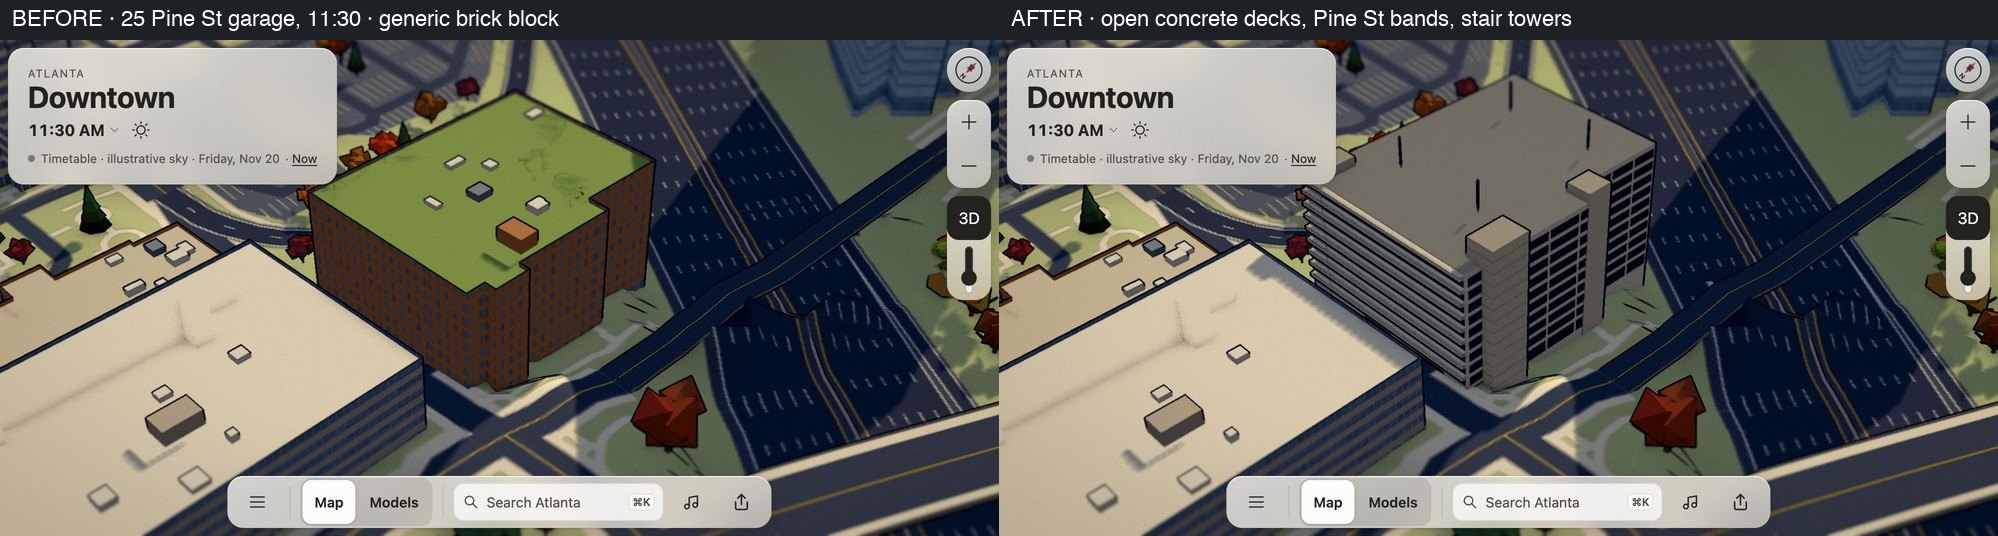 BEFORE · 25 Pine St garage, 11:30 · generic brick block
ATLANTA
Downtown
11:30 AM
Timetable · illustrative sky · Friday, Nov 20 · Now
N
3D
Map Models Search Atlanta ⌘K
AFTER · open concrete decks, Pine St bands, stair towers
ATLANTA
Downtown
11:30 AM
Timetable · illustrative sky · Friday, Nov 20 · Now
N
3D
Map Models Search Atlanta ⌘K